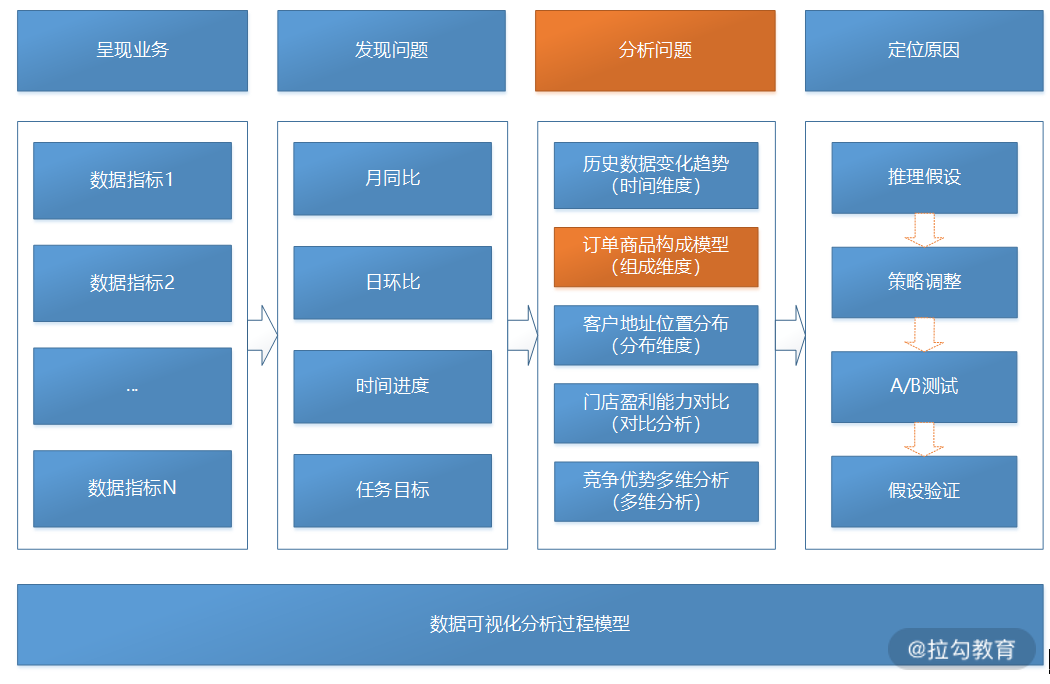 呈现业务
发现问题
分析问题
定位原因
数据指标1
数据指标2
...
数据指标N
月同比
日环比
时间进度
任务目标
历史数据变化趋势
（时间维度）
订单商品构成模型
（组成维度）
客户地址位置分布
（分布维度）
门店盈利能力对比
（对比分析）
竞争优势多维分析
（多维分析）
推理假设
策略调整
A/B测试
假设验证
数据可视化分析过程模型
@拉勾教育